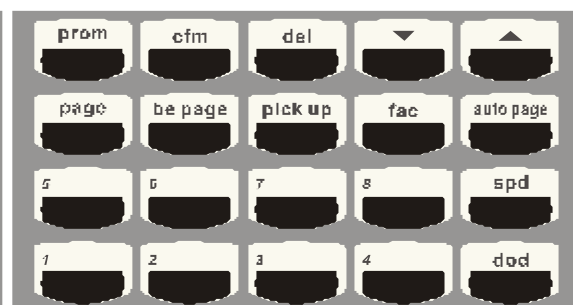 prom cfm del ▼ ▲
page be page pick up fac auto page
5 6 7 8 spd
1 2 3 4 dod